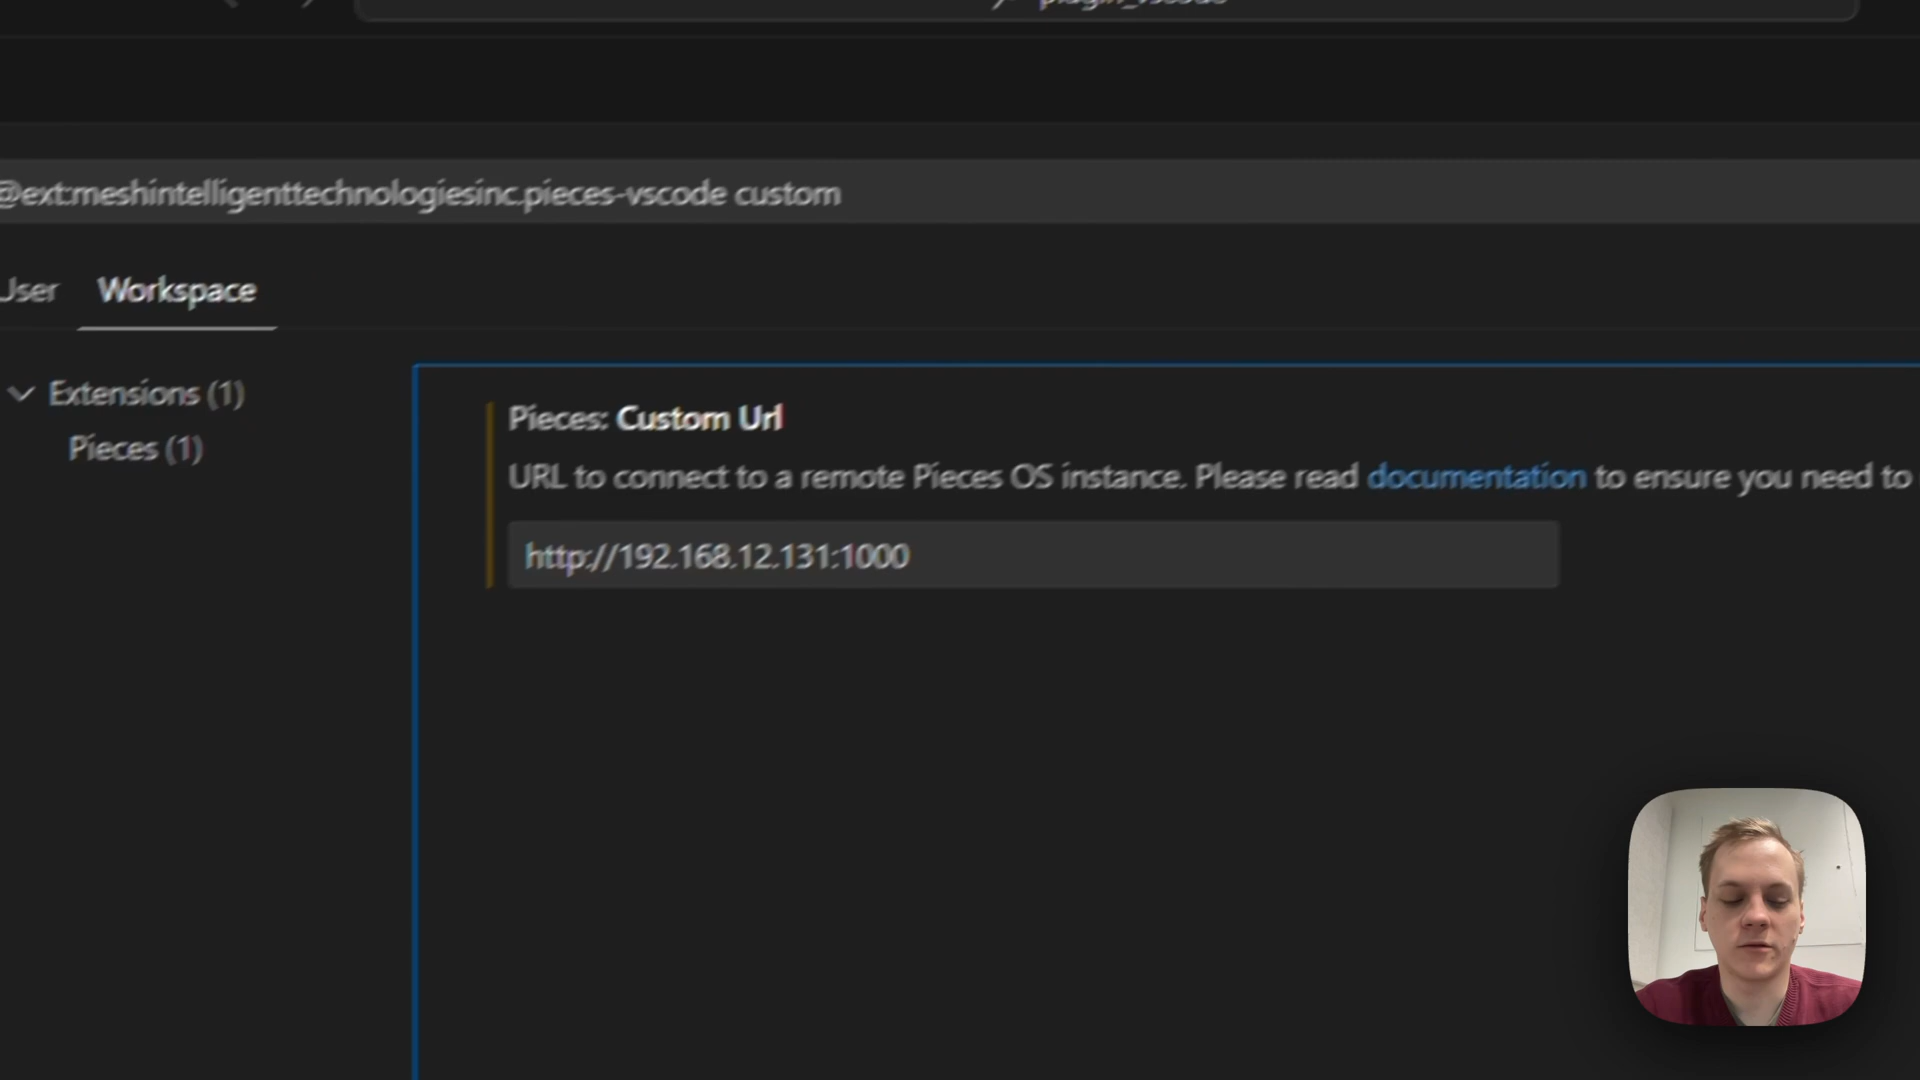 plugin_vscode
@ext:meshintelligenttechnologiesinc.pieces-vscode custom
User
Workspace
Extensions (1)
Pieces (1)
Pieces: Custom Url
URL to connect to a remote Pieces OS instance. Please read documentation to ensure you need to
http://192.168.12.131:1000